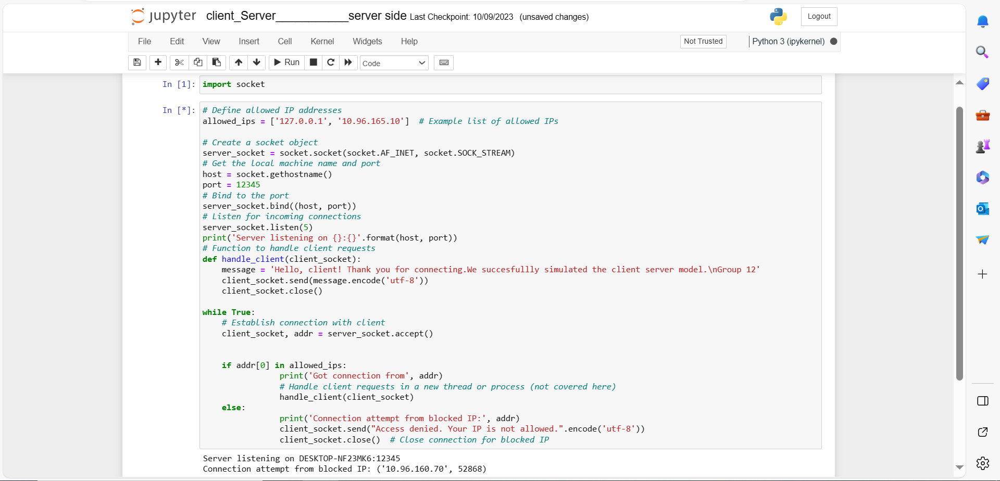 jupyter client_Server___________server side Last Checkpoint: 10/09/2023 (unsaved changes)
Logout
File Edit View Insert Cell Kernel Widgets Help
Not Trusted
Python 3 (ipykernel)
Run
Code
In [1]: import socket
In [*]: # Define allowed IP addresses
allowed_ips = ['127.0.0.1', '10.96.165.10']  # Example list of allowed IPs
# Create a socket object
server_socket = socket.socket(socket.AF_INET, socket.SOCK_STREAM)
# Get the local machine name and port
host = socket.gethostname()
port = 12345
# Bind to the port
server_socket.bind((host, port))
# Listen for incoming connections
server_socket.listen(5)
print('Server listening on {}:{}'.format(host, port))
# Function to handle client requests
def handle_client(client_socket):
    message = 'Hello, client! Thank you for connecting.We succesfullly simulated the client server model.\nGroup 12'
    client_socket.send(message.encode('utf-8'))
    client_socket.close()
while True:
    # Establish connection with client
    client_socket, addr = server_socket.accept()
    if addr[0] in allowed_ips:
                print('Got connection from', addr)
                # Handle client requests in a new thread or process (not covered here)
                handle_client(client_socket)
    else:
                print('Connection attempt from blocked IP:', addr)
                client_socket.send("Access denied. Your IP is not allowed.".encode('utf-8'))
                client_socket.close()  # Close connection for blocked IP
Server listening on DESKTOP-NF23MK6:12345
Connection attempt from blocked IP: ('10.96.160.70', 52868)